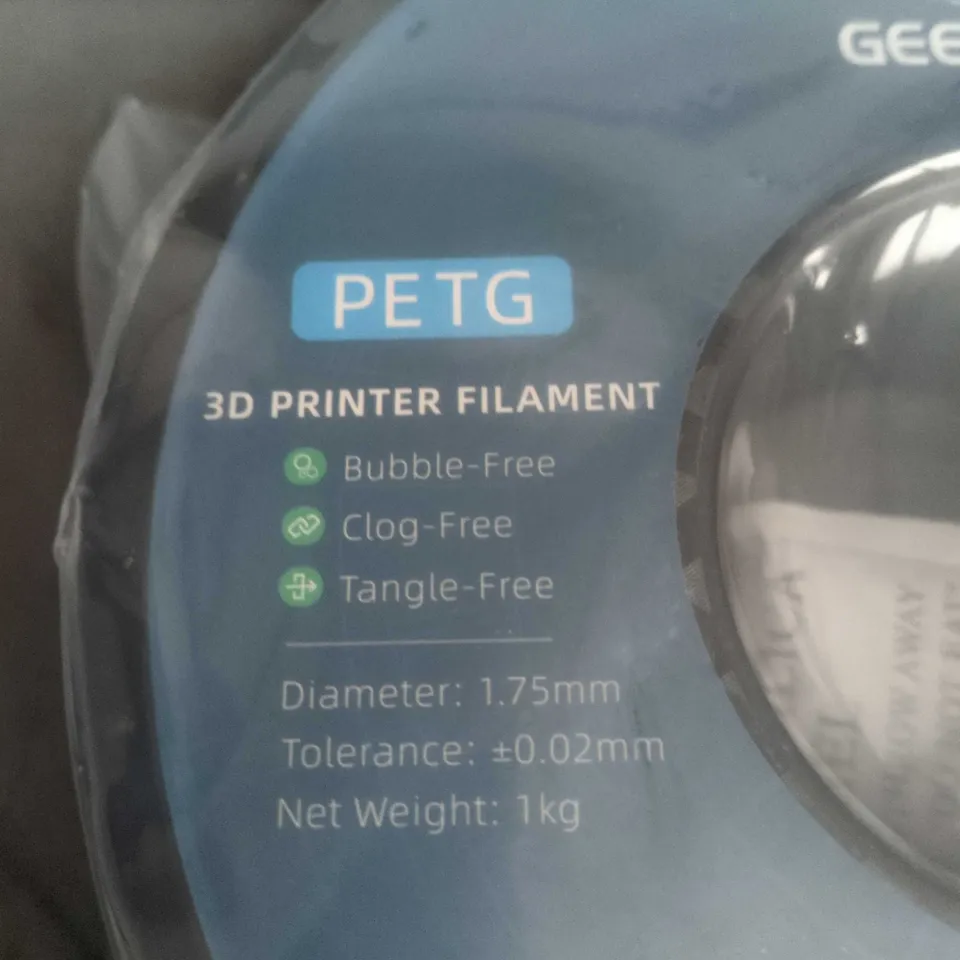 GEE
PETG
3D PRINTER FILAMENT
Bubble-Free
Clog-Free
Tangle-Free
Diameter: 1.75mm
Tolerance: ±0.02mm
Net Weight: 1kg
AWAY